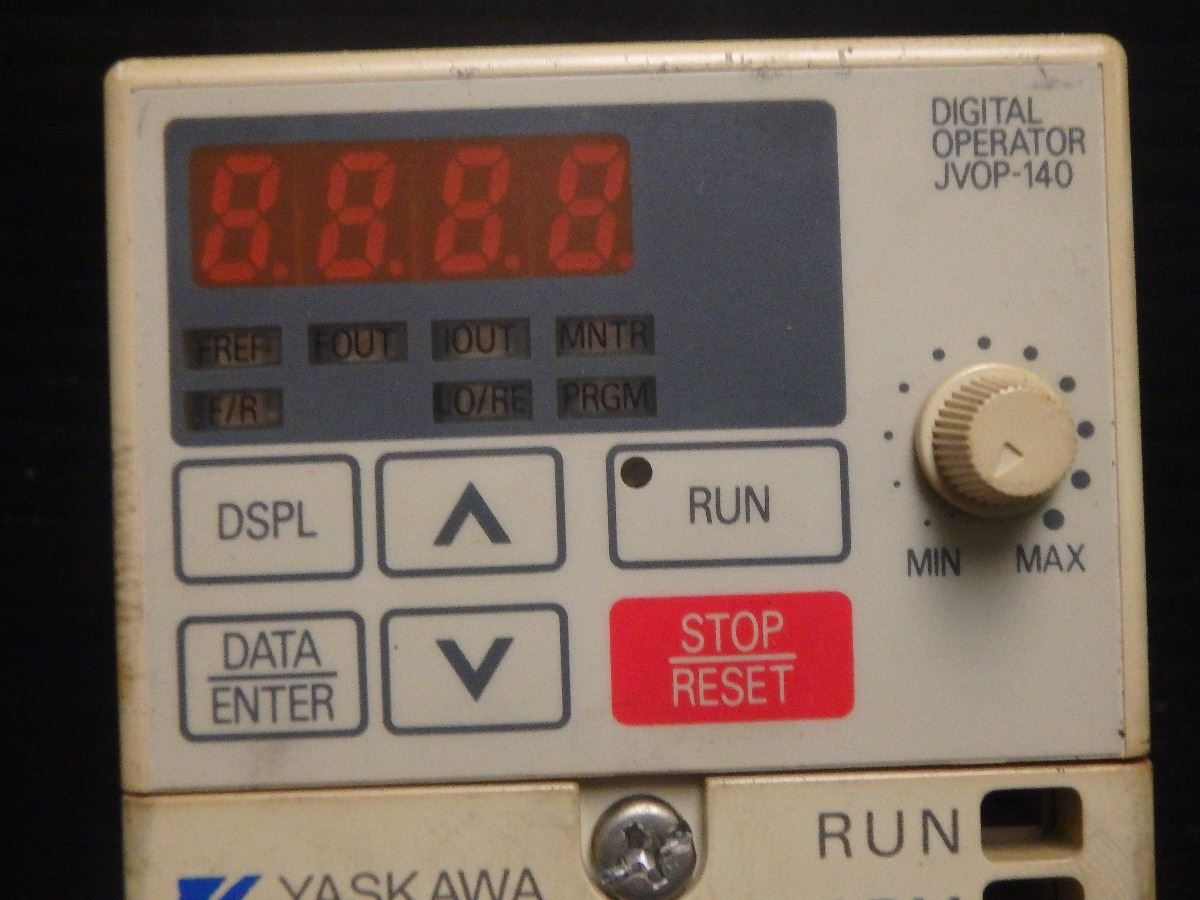 DIGITAL
OPERATOR
JVOP-140
8.8.8.8.
FREF FOUT IOUT MNTR
F/R LO/RE PRGM
DSPL
RUN
MIN MAX
DATA
ENTER
STOP
RESET
RUN
YASKAWA